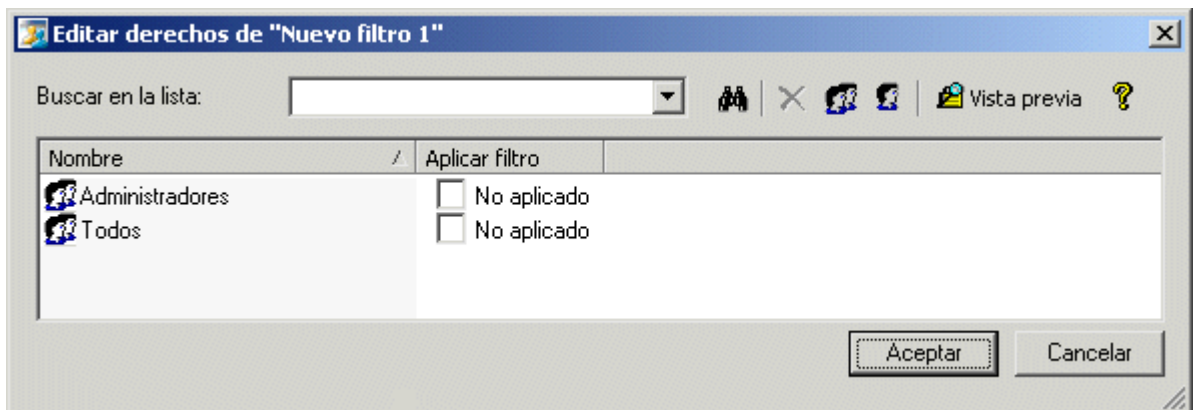 Editar derechos de "Nuevo filtro 1"
Buscar en la lista:
Vista previa
Nombre Aplicar filtro
Administradores No aplicado
Todos No aplicado
Aceptar Cancelar